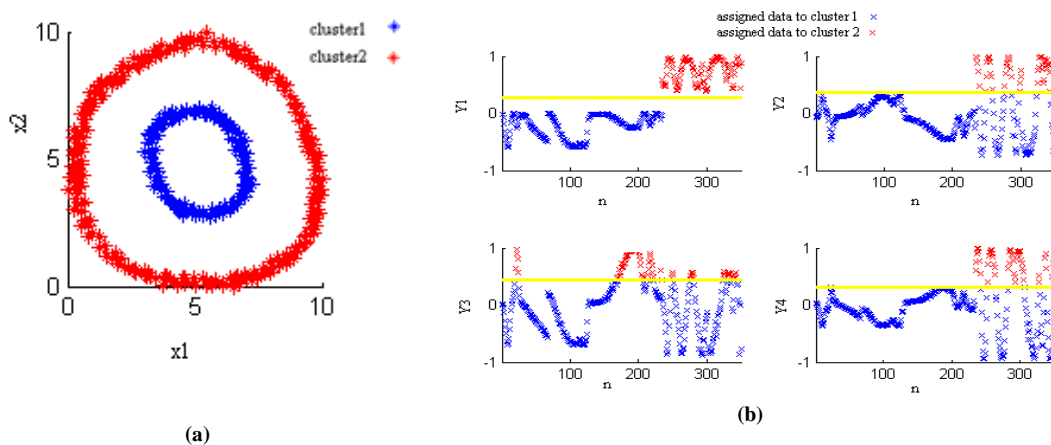 cluster1
cluster2
10
5
0
0
5
10
x2
x1
(a)
assigned data to cluster 1
assigned data to cluster 2
1
0
-1
Y1
100
200
300
n
1
0
-1
Y2
100
200
300
n
1
0
-1
Y3
100
200
300
n
1
0
-1
Y4
100
200
300
n
(b)